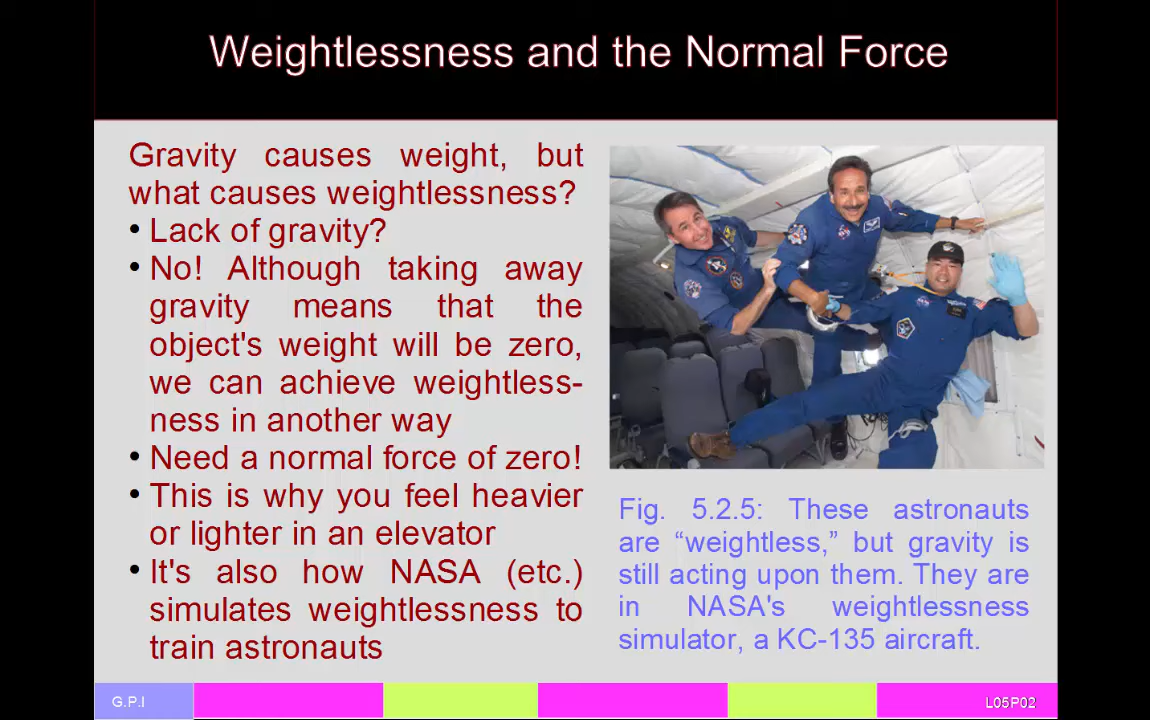 Weightlessness and the Normal Force
Gravity causes weight, but
what causes weightlessness?
• Lack of gravity?
• No! Although taking away
gravity means that the
object's weight will be zero,
we can achieve weightless-
ness in another way
• Need a normal force of zero!
• This is why you feel heavier
or lighter in an elevator
• It's also how NASA (etc.)
simulates weightlessness to
train astronauts
Fig. 5.2.5: These astronauts
are “weightless,” but gravity is
still acting upon them. They are
in NASA's weightlessness
simulator, a KC-135 aircraft.
G.P.I
L05P02